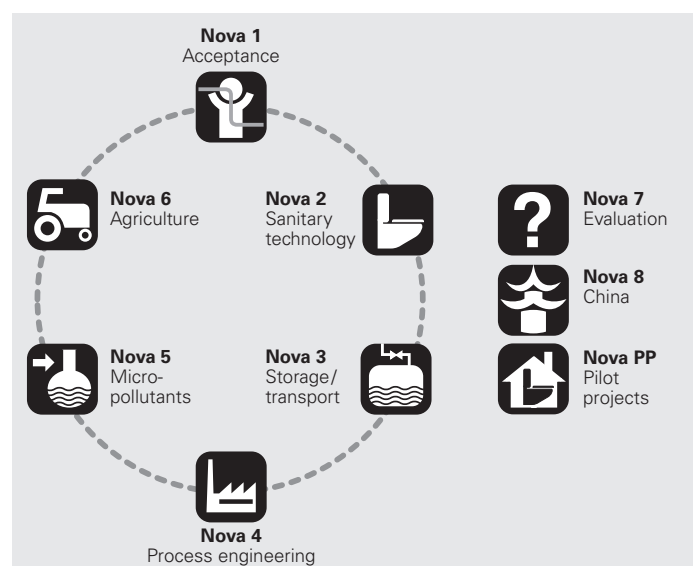 Nova 1
Acceptance
Nova 6
Agriculture
Nova 2
Sanitary
technology
Nova 7
Evaluation
Nova 8
China
Nova 5
Micro-
pollutants
Nova 3
Storage/
transport
Nova PP
Pilot
projects
Nova 4
Process engineering
?